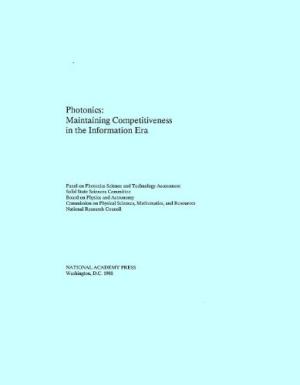 Photonics:
Maintaining Competitiveness
in the Information Era
Panel on Photonics Science and Technology Assessment
Solid State Sciences Committee
Board on Physics and Astronomy
Commission on Physical Sciences, Mathematics, and Resources
National Research Council
NATIONAL ACADEMY PRESS
Washington, D.C. 1988